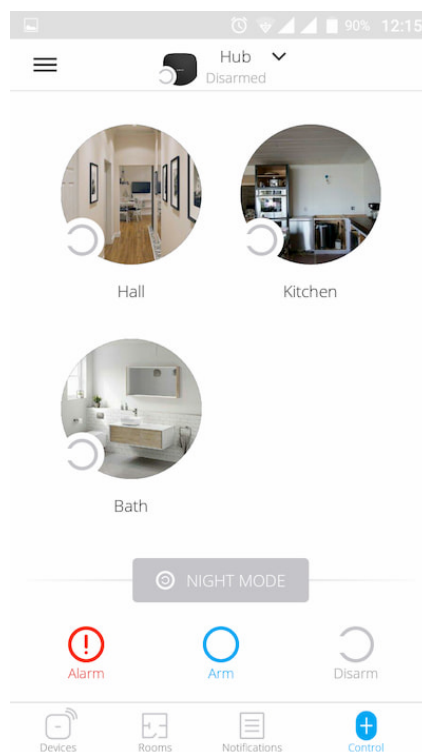 90% 12:15
Hub
Disarmed
Hall
Kitchen
Bath
NIGHT MODE
Alarm
Arm
Disarm
Devices
Rooms
Notifications
Control